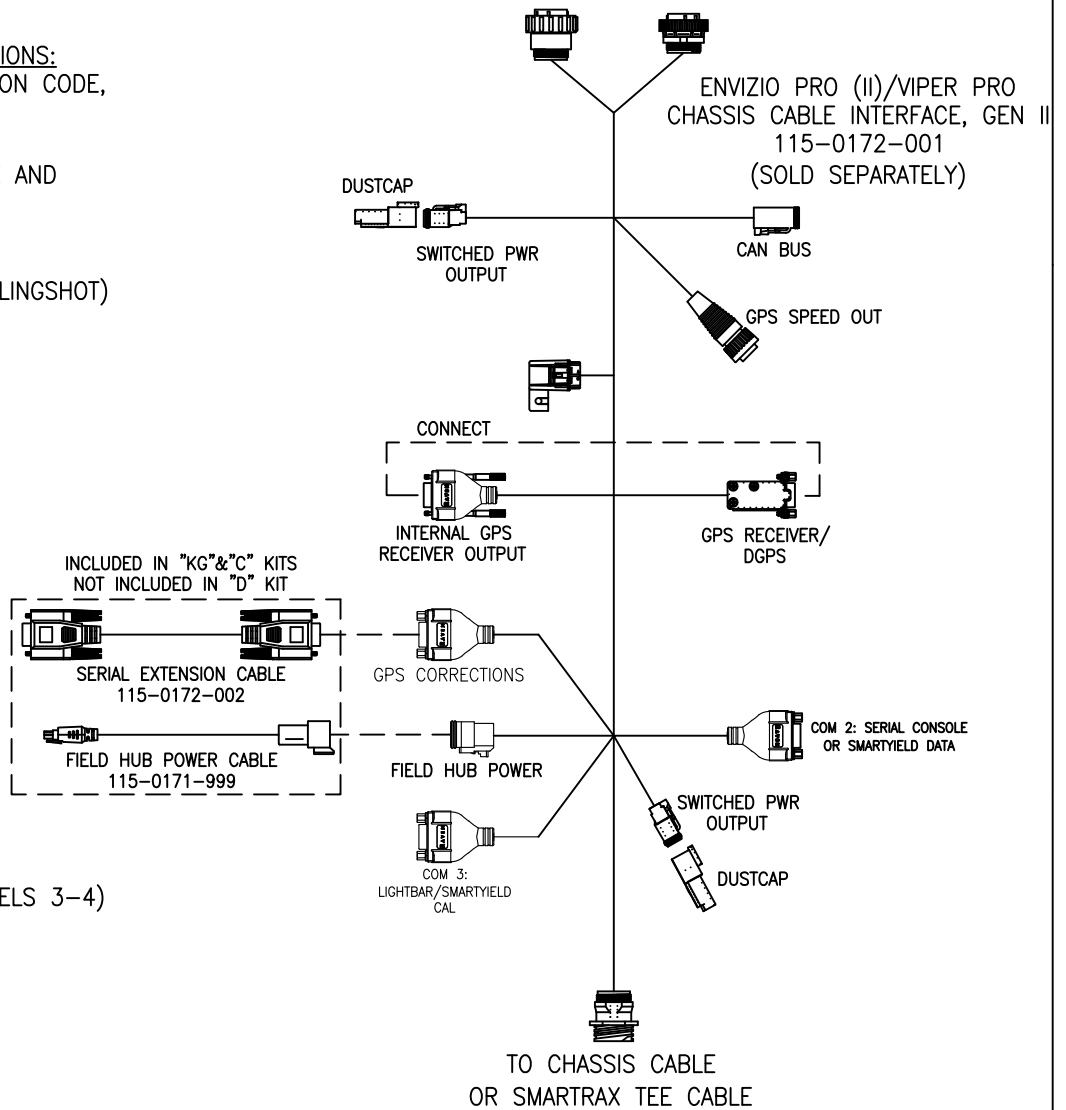 IONS:
ON CODE,
AND
LINGSHOT)
ELS 3-4)
ENVIZIO PRO (II)/VIPER PRO
CHASSIS CABLE INTERFACE, GEN II
115-0172-001
(SOLD SEPARATELY)
DUSTCAP
SWITCHED PWR
OUTPUT
CAN BUS
GPS SPEED OUT
CONNECT
INTERNAL GPS
RECEIVER OUTPUT
GPS RECEIVER/
DGPS
INCLUDED IN "KG"&"C" KITS
NOT INCLUDED IN "D" KIT
SERIAL EXTENSION CABLE
115-0172-002
GPS CORRECTIONS
FIELD HUB POWER CABLE
115-0171-999
FIELD HUB POWER
COM 2: SERIAL CONSOLE
OR SMARTYIELD DATA
SWITCHED PWR
OUTPUT
DUSTCAP
COM 3:
LIGHTBAR/SMARTYIELD
CAL
TO CHASSIS CABLE
OR SMARTRAX TEE CABLE